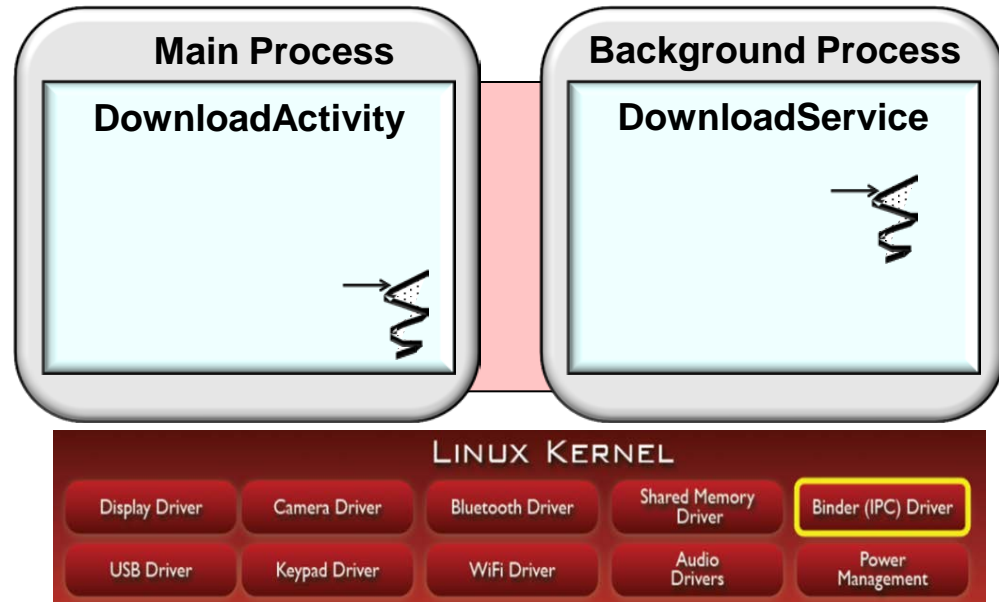 Main Process
Background Process
DownloadActivity
DownloadService
LINUX KERNEL
Display Driver
Camera Driver
Bluetooth Driver
Shared Memory
Driver
Binder (IPC) Driver
USB Driver
Keypad Driver
WiFi Driver
Audio
Drivers
Power
Management